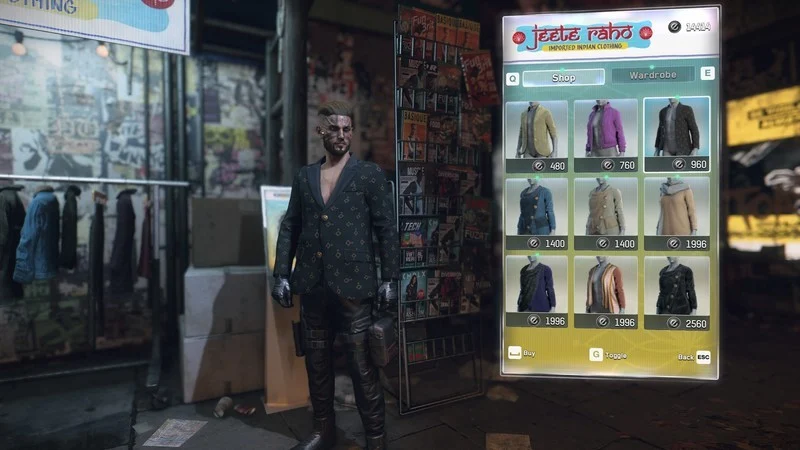 THING
Jeete Raho
IMPORTED INDIAN CLOTHING
14414
Q
Shop
Wardrobe
E
480
760
960
1400
1400
1996
1996
1996
2560
Buy
G Toggle
Back ESC
TECH